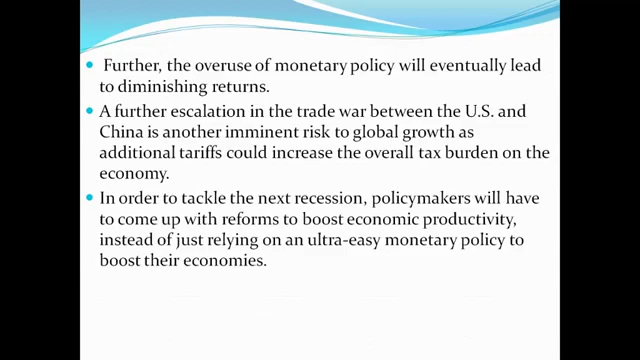 Further, the overuse of monetary policy will eventually lead
to diminishing returns.
A further escalation in the trade war between the U.S. and
China is another imminent risk to global growth as
additional tariffs could increase the overall tax burden on the
economy.
In order to tackle the next recession, policymakers will have
to come up with reforms to boost economic productivity,
instead of just relying on an ultra-easy monetary policy to
boost their economies.